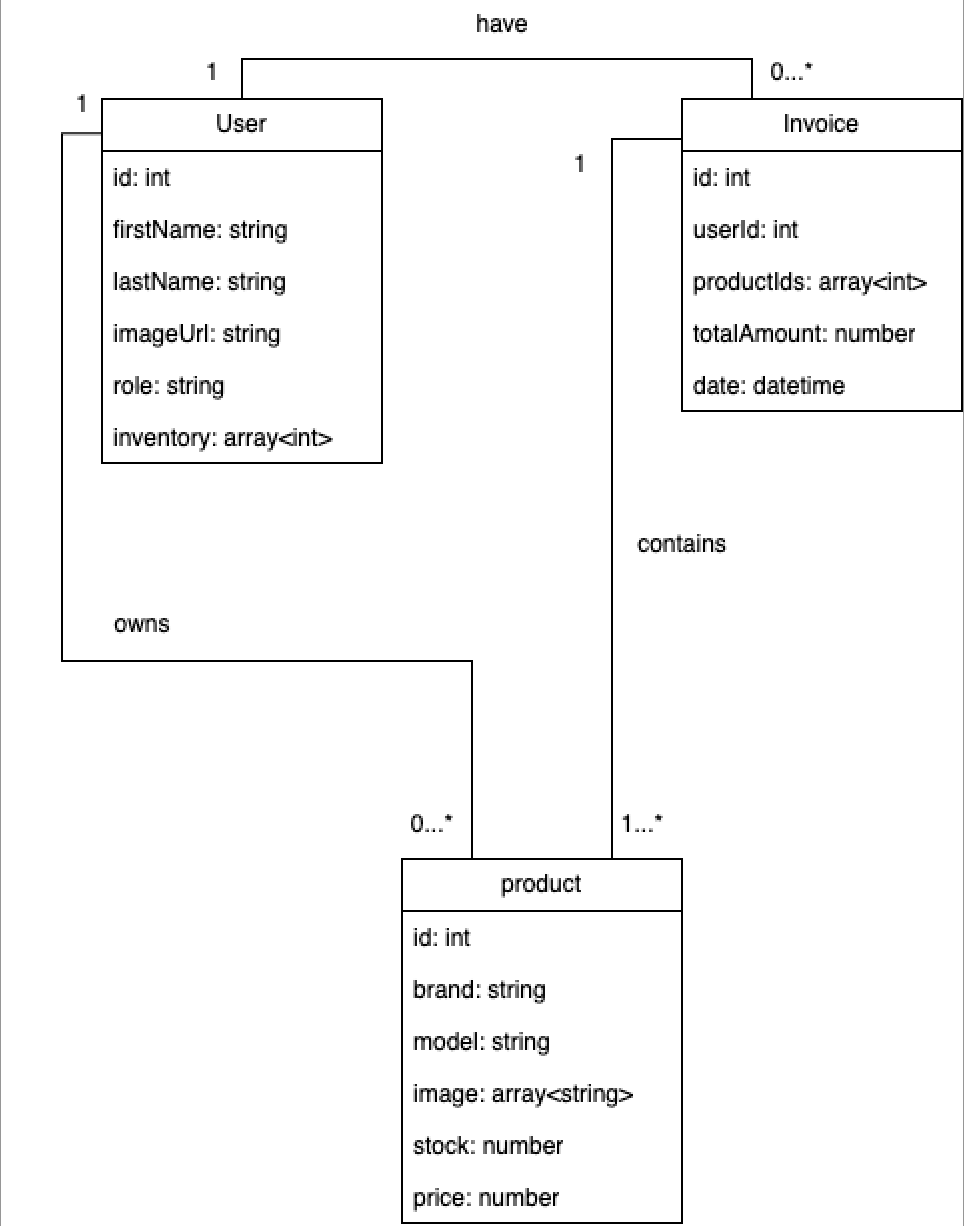 have
1
0...*
1
User
id: int
firstName: string
lastName: string
imageUrl: string
role: string
inventory: array<int>
Invoice
id: int
userId: int
productIds: array<int>
totalAmount: number
date: datetime
1
contains
owns
0...*
1...*
product
id: int
brand: string
model: string
image: array<string>
stock: number
price: number